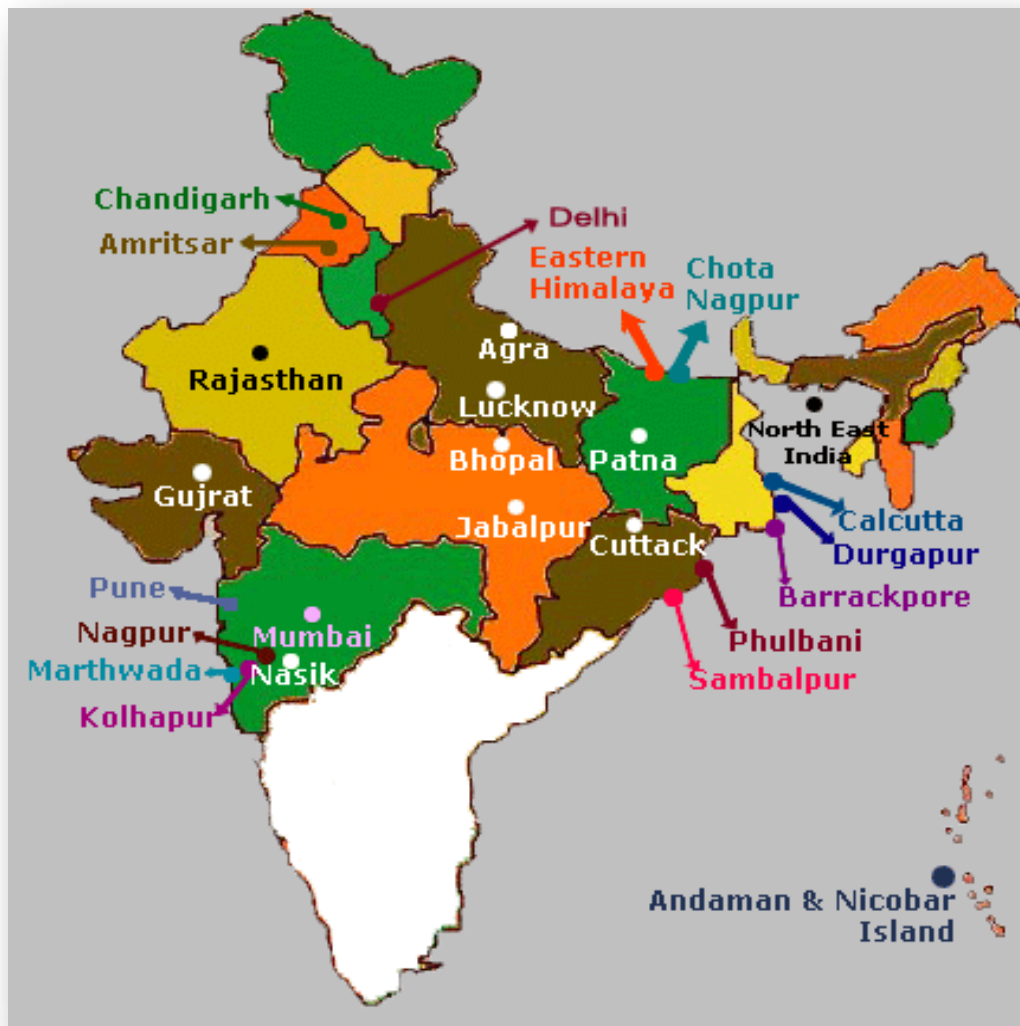 Chandigarh
Amritsar
Delhi
Eastern
Himalaya
Chota
Nagpur
Agra
Rajasthan
Lucknow
North East
India
Bhopal
Patna
Gujrat
Jabalpur
Calcutta
Cuttack
Durgapur
Pune
Barrackpore
Nagpur
Mumbai
Phulbani
Marthwada
Nasik
Sambalpur
Kolhapur
Andaman & Nicobar
Island